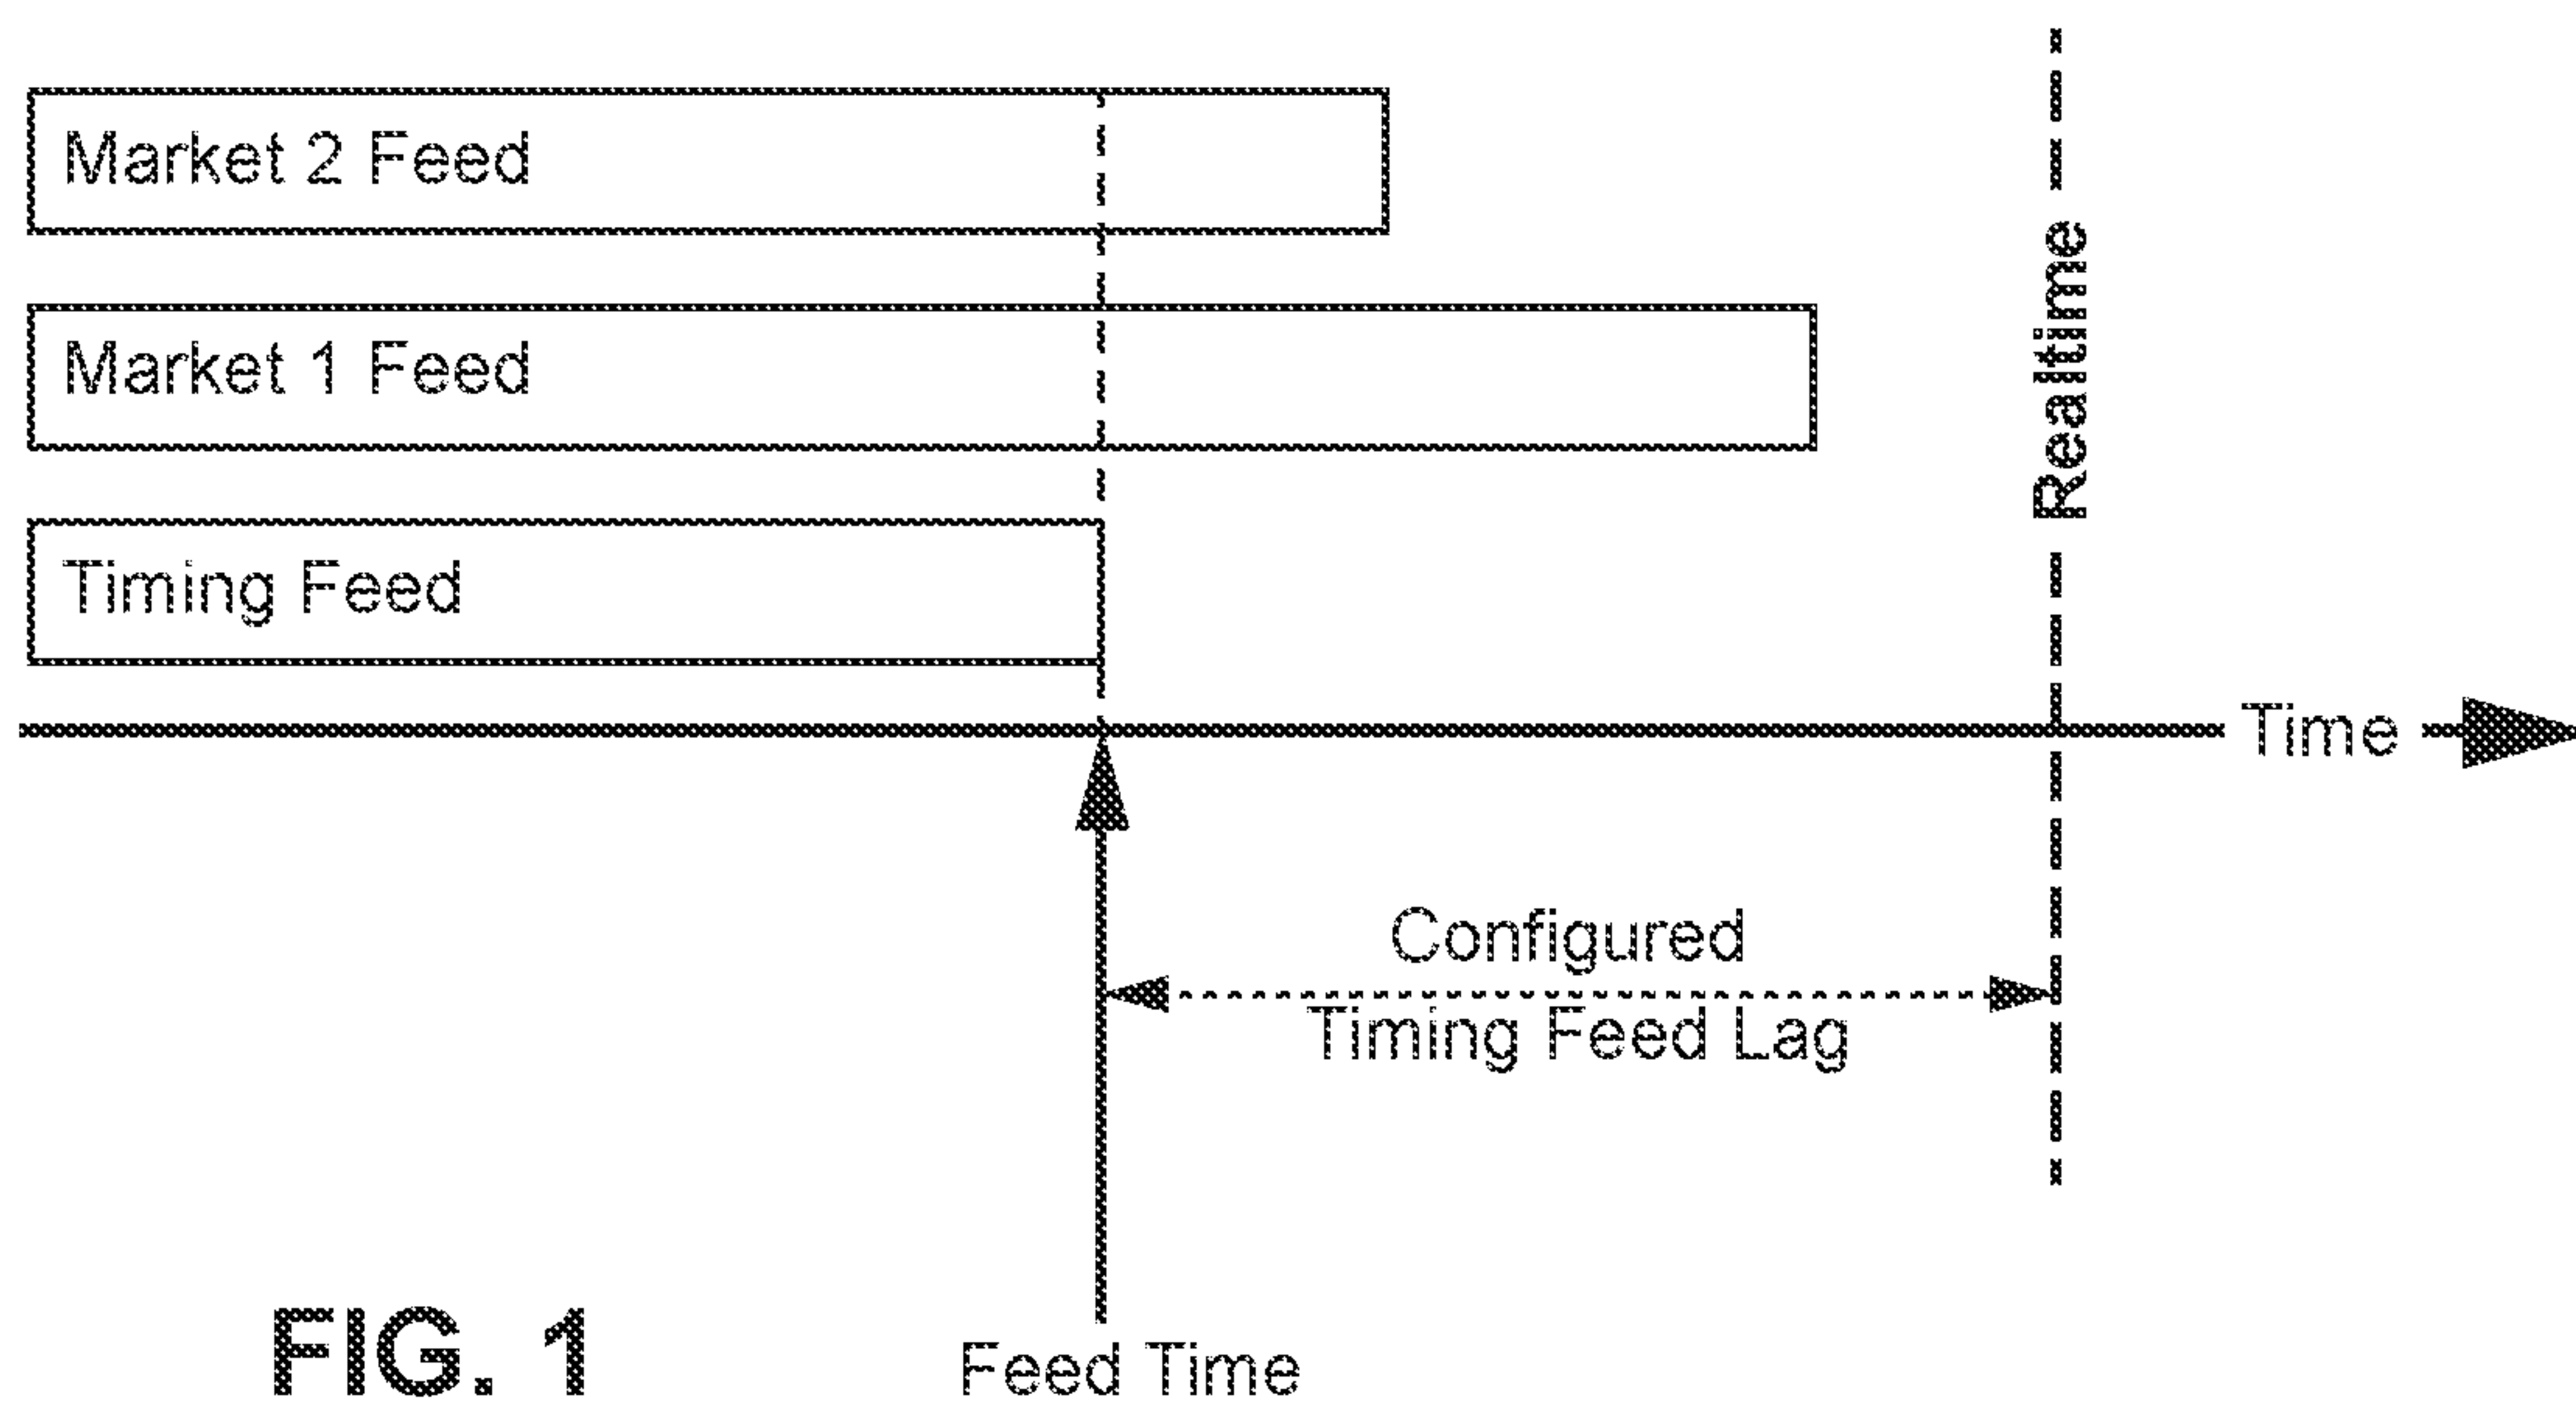 Market 2 Feed
Realtime
Market 1 Feed
Timing Feed
Time
Configured
Timing Feed Lag
Feed Time
FIG. 1